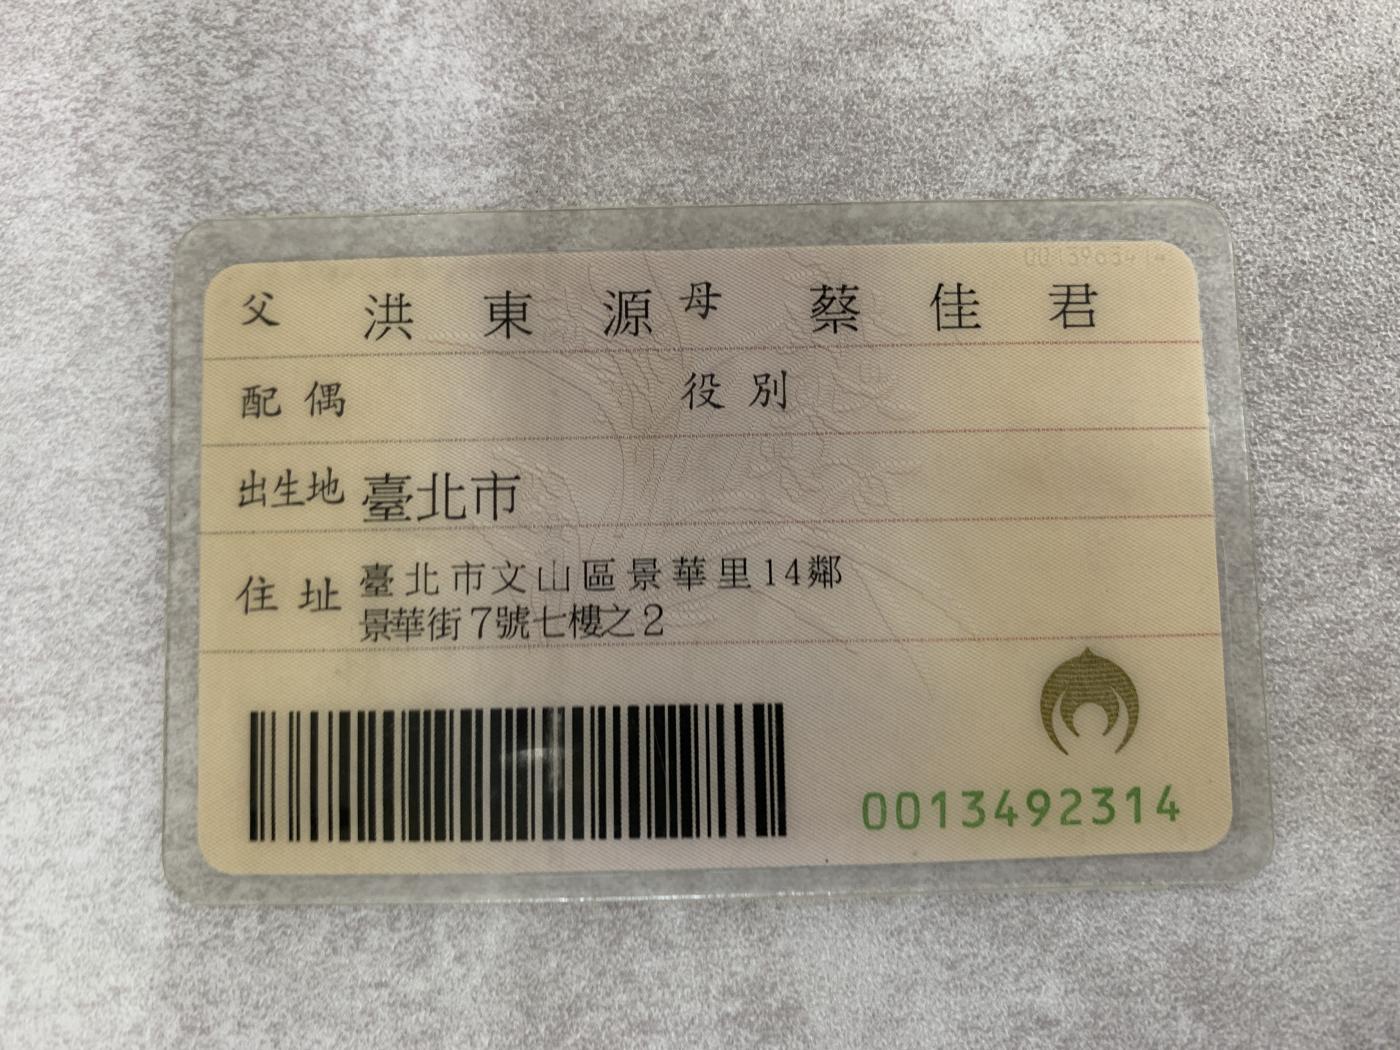 父 洪東源 母 蔡佳君
配偶 役別
出生地 臺北市
住址 臺北市文山區景華里14鄰
景華街7號七樓之2
0013492314